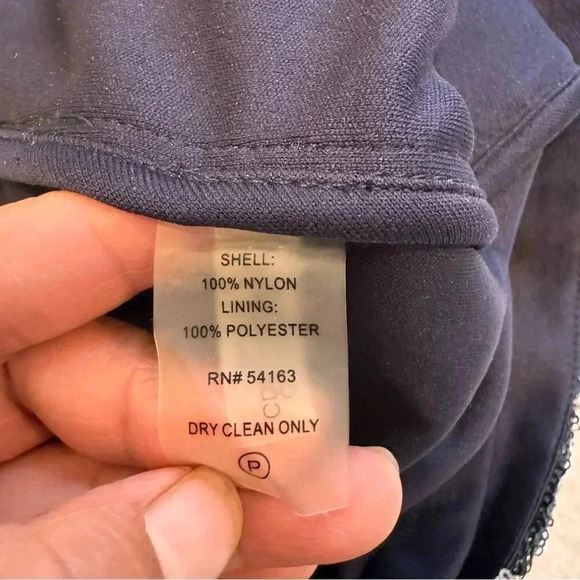 SHELL:
100% NYLON
LINING:
100% POLYESTER
RN# 54163
DRY CLEAN ONLY
P